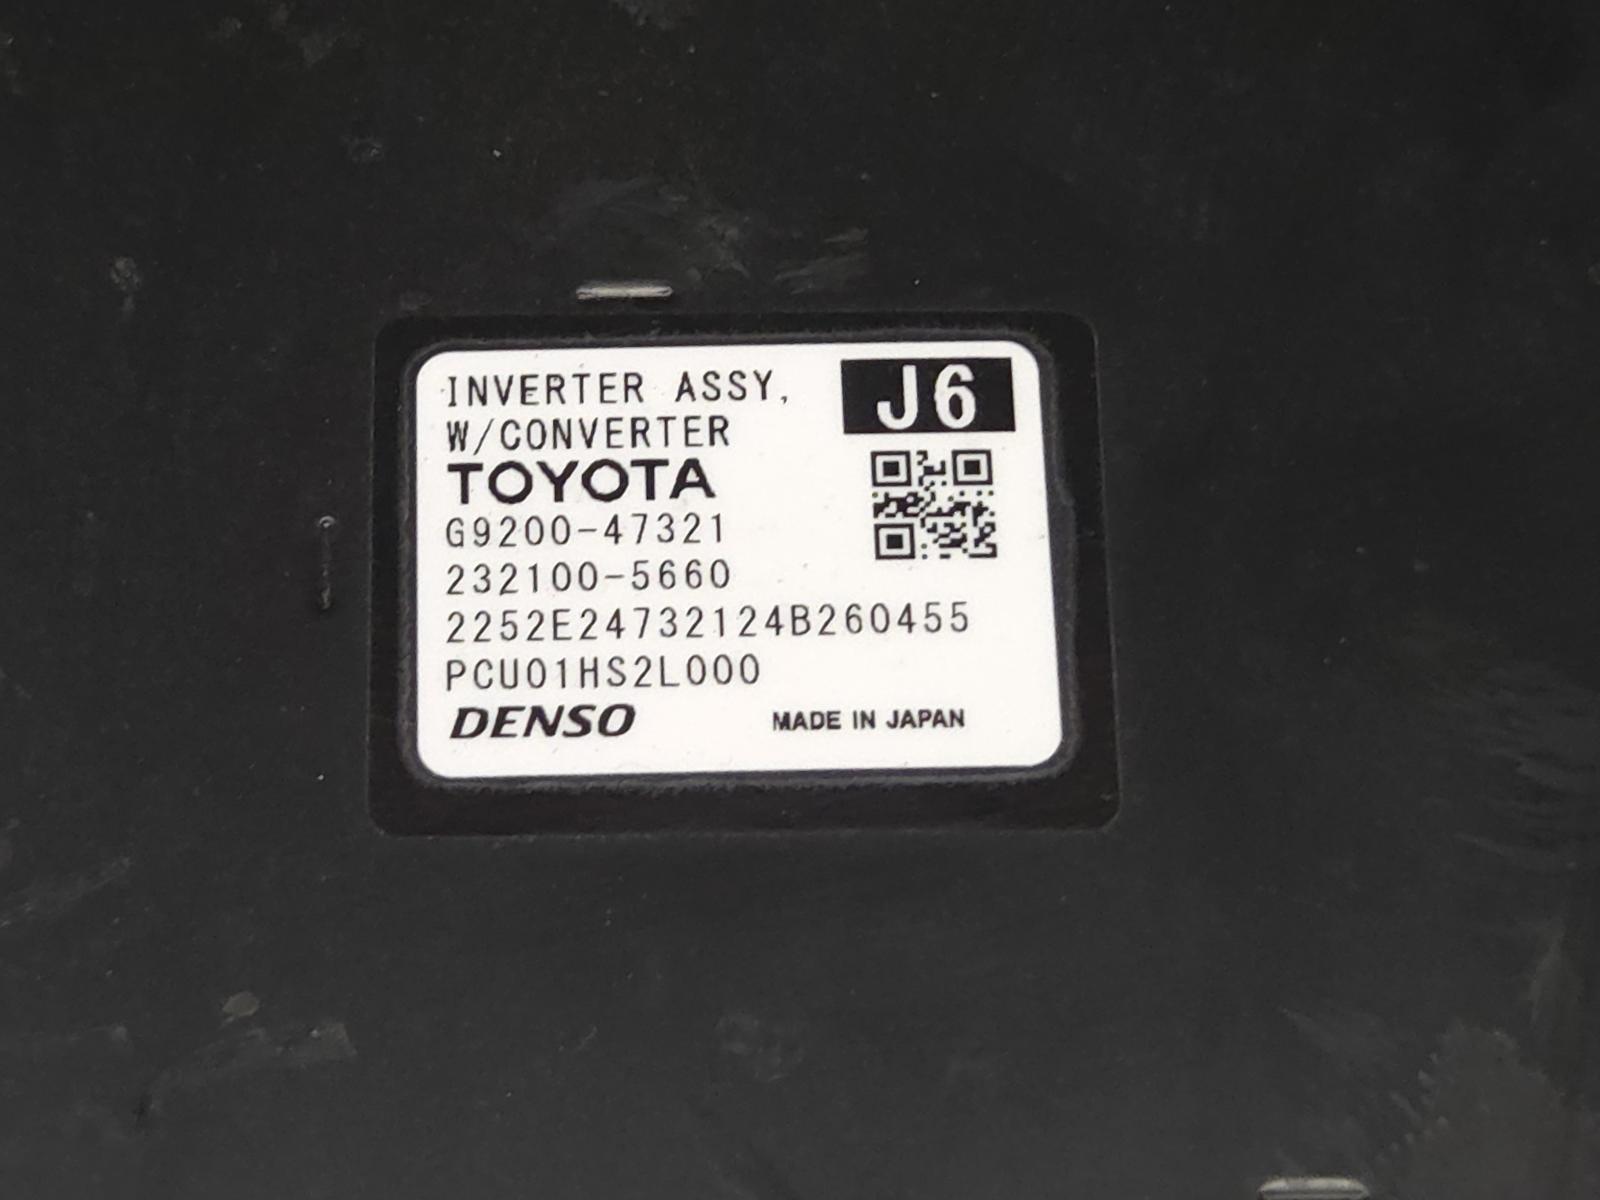 INVERTER ASSY,
W/CONVERTER
J6
TOYOTA
G9200-47321
232100-5660
2252E24732124B260455
PCU01HS2L000
DENSO
MADE IN JAPAN